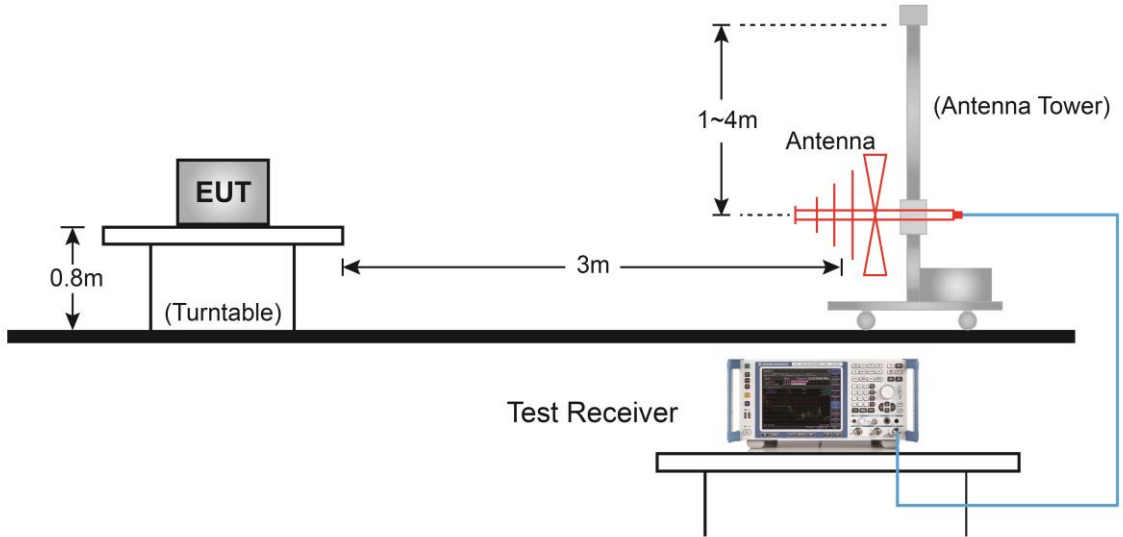 1~4m
(Antenna Tower)
Antenna
EUT
0.8m
3m
(Turntable)
Test Receiver